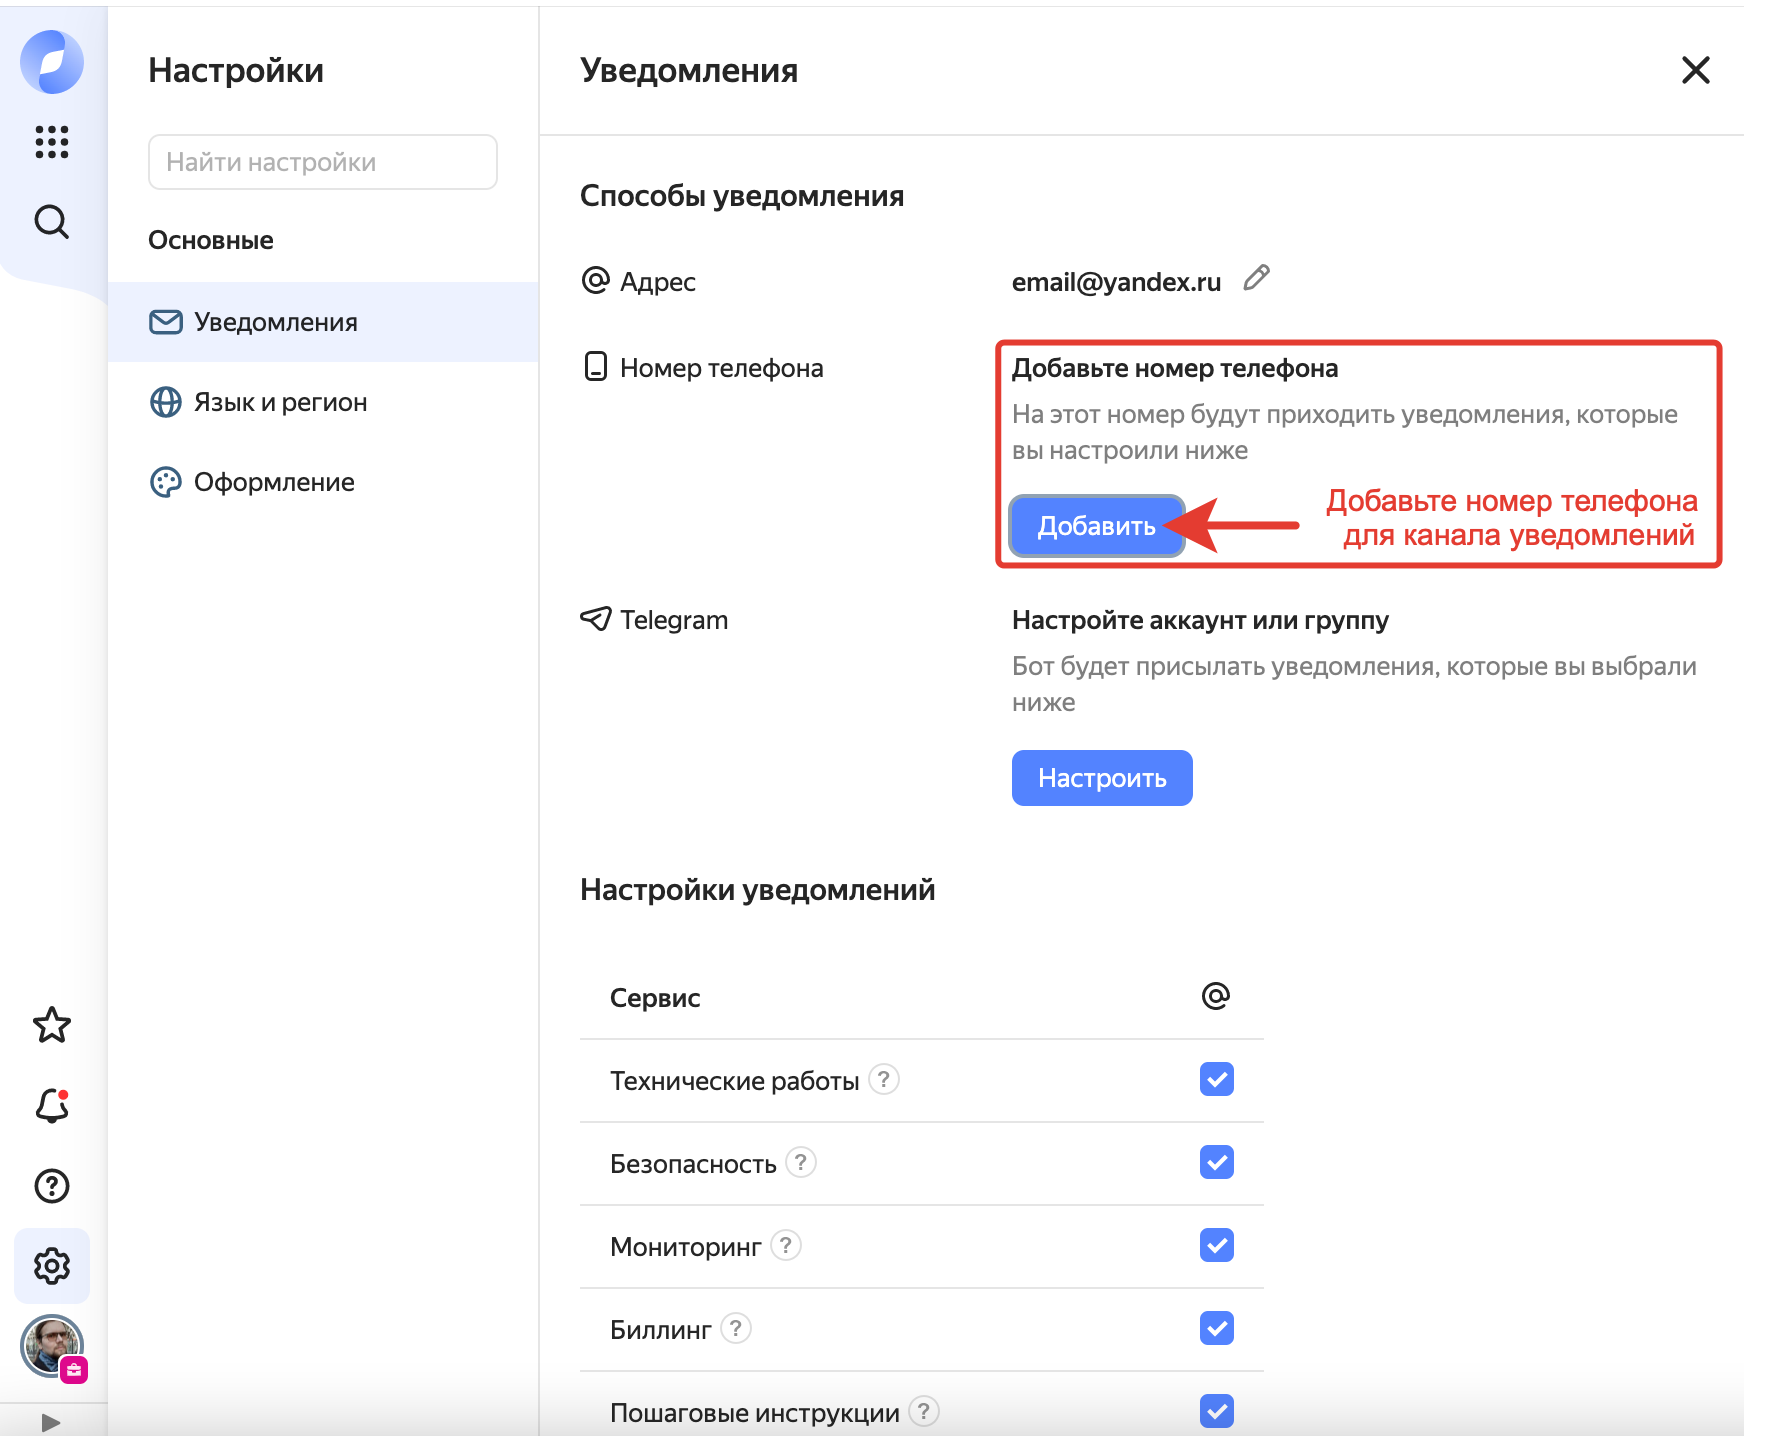 Настройки
Найти настройки
Основные
Уведомления
Язык и регион
Оформление
Уведомления
Способы уведомления
Адрес
email@yandex.ru
Номер телефона
Добавьте номер телефона
На этот номер будут приходить уведомления, которые
вы настроили ниже
Добавить
Добавьте номер телефона
для канала уведомлений
Telegram
Настройте аккаунт или группу
Бот будет присылать уведомления, которые вы выбрали
ниже
Настроить
Настройки уведомлений
Сервис @
Технические работы ?
Безопасность ?
Мониторинг ?
Биллинг ?
Пошаговые инструкции ?